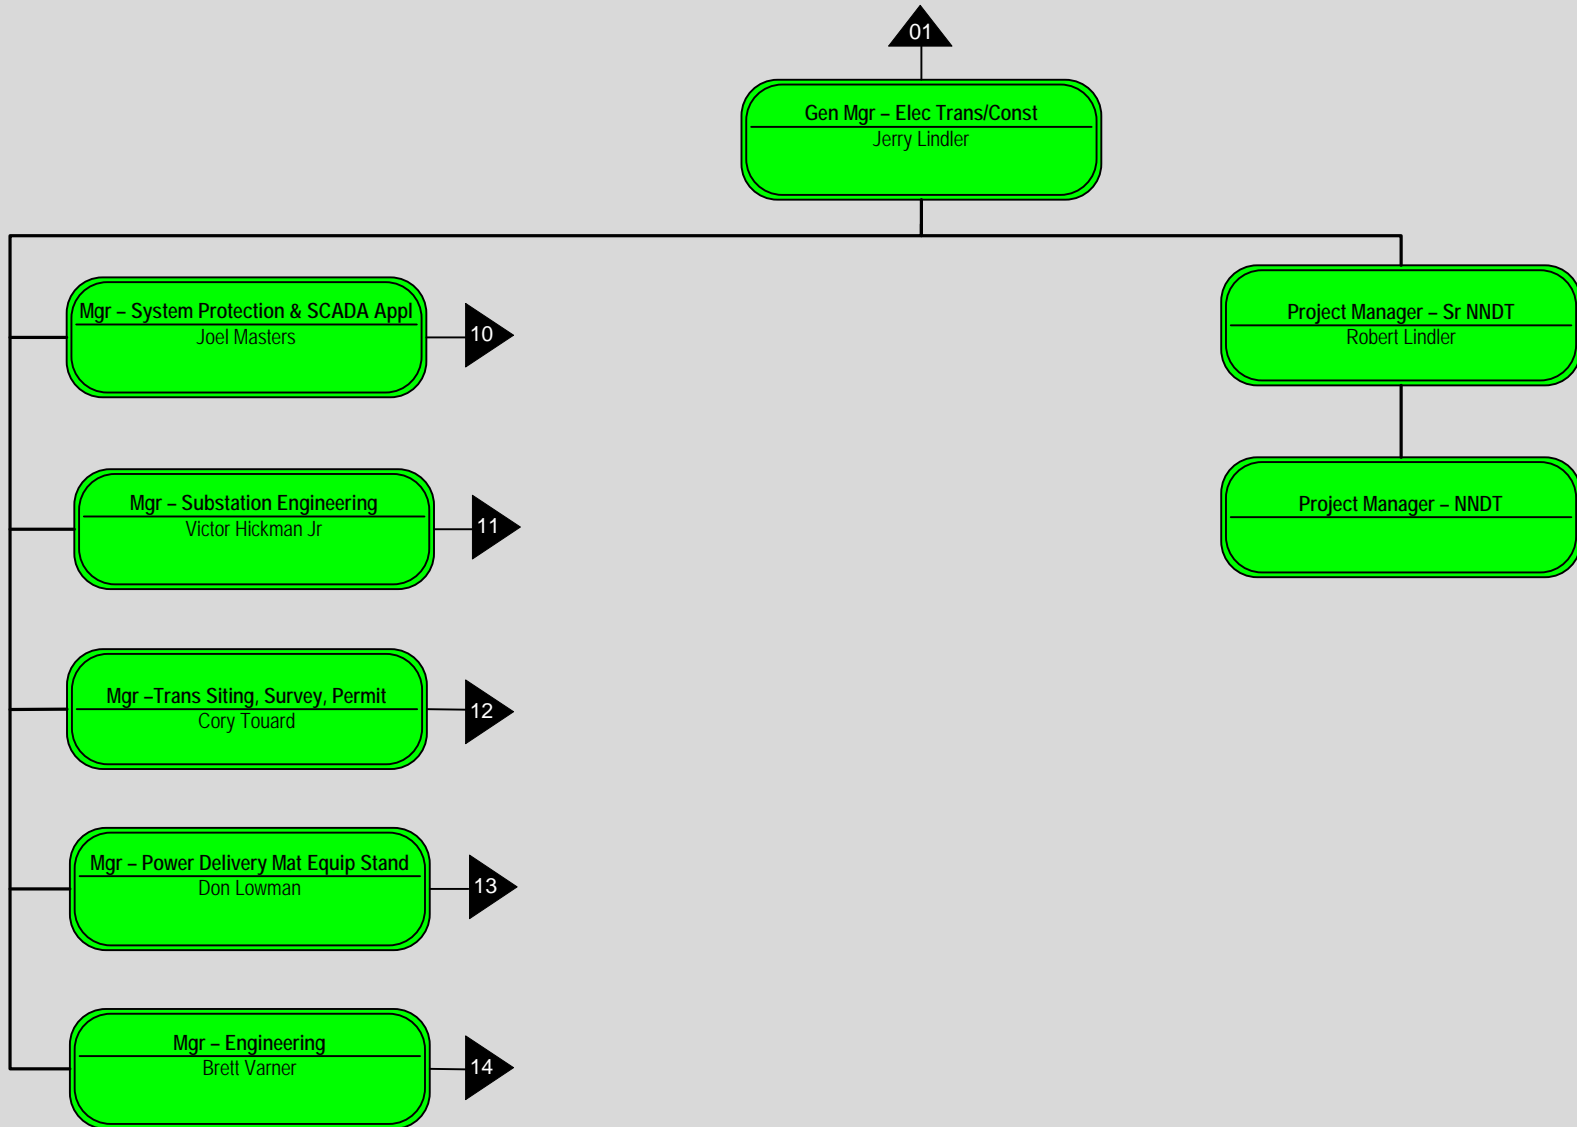 01
Gen Mgr – Elec Trans/Const
Jerry Lindler
Mgr – System Protection & SCADA Appl
Joel Masters
10
Project Manager – Sr NNDT
Robert Lindler
Mgr – Substation Engineering
Victor Hickman Jr
11
Project Manager – NNDT
Mgr –Trans Siting, Survey, Permit
Cory Touard
12
Mgr – Power Delivery Mat Equip Stand
Don Lowman
13
Mgr – Engineering
Brett Varner
14